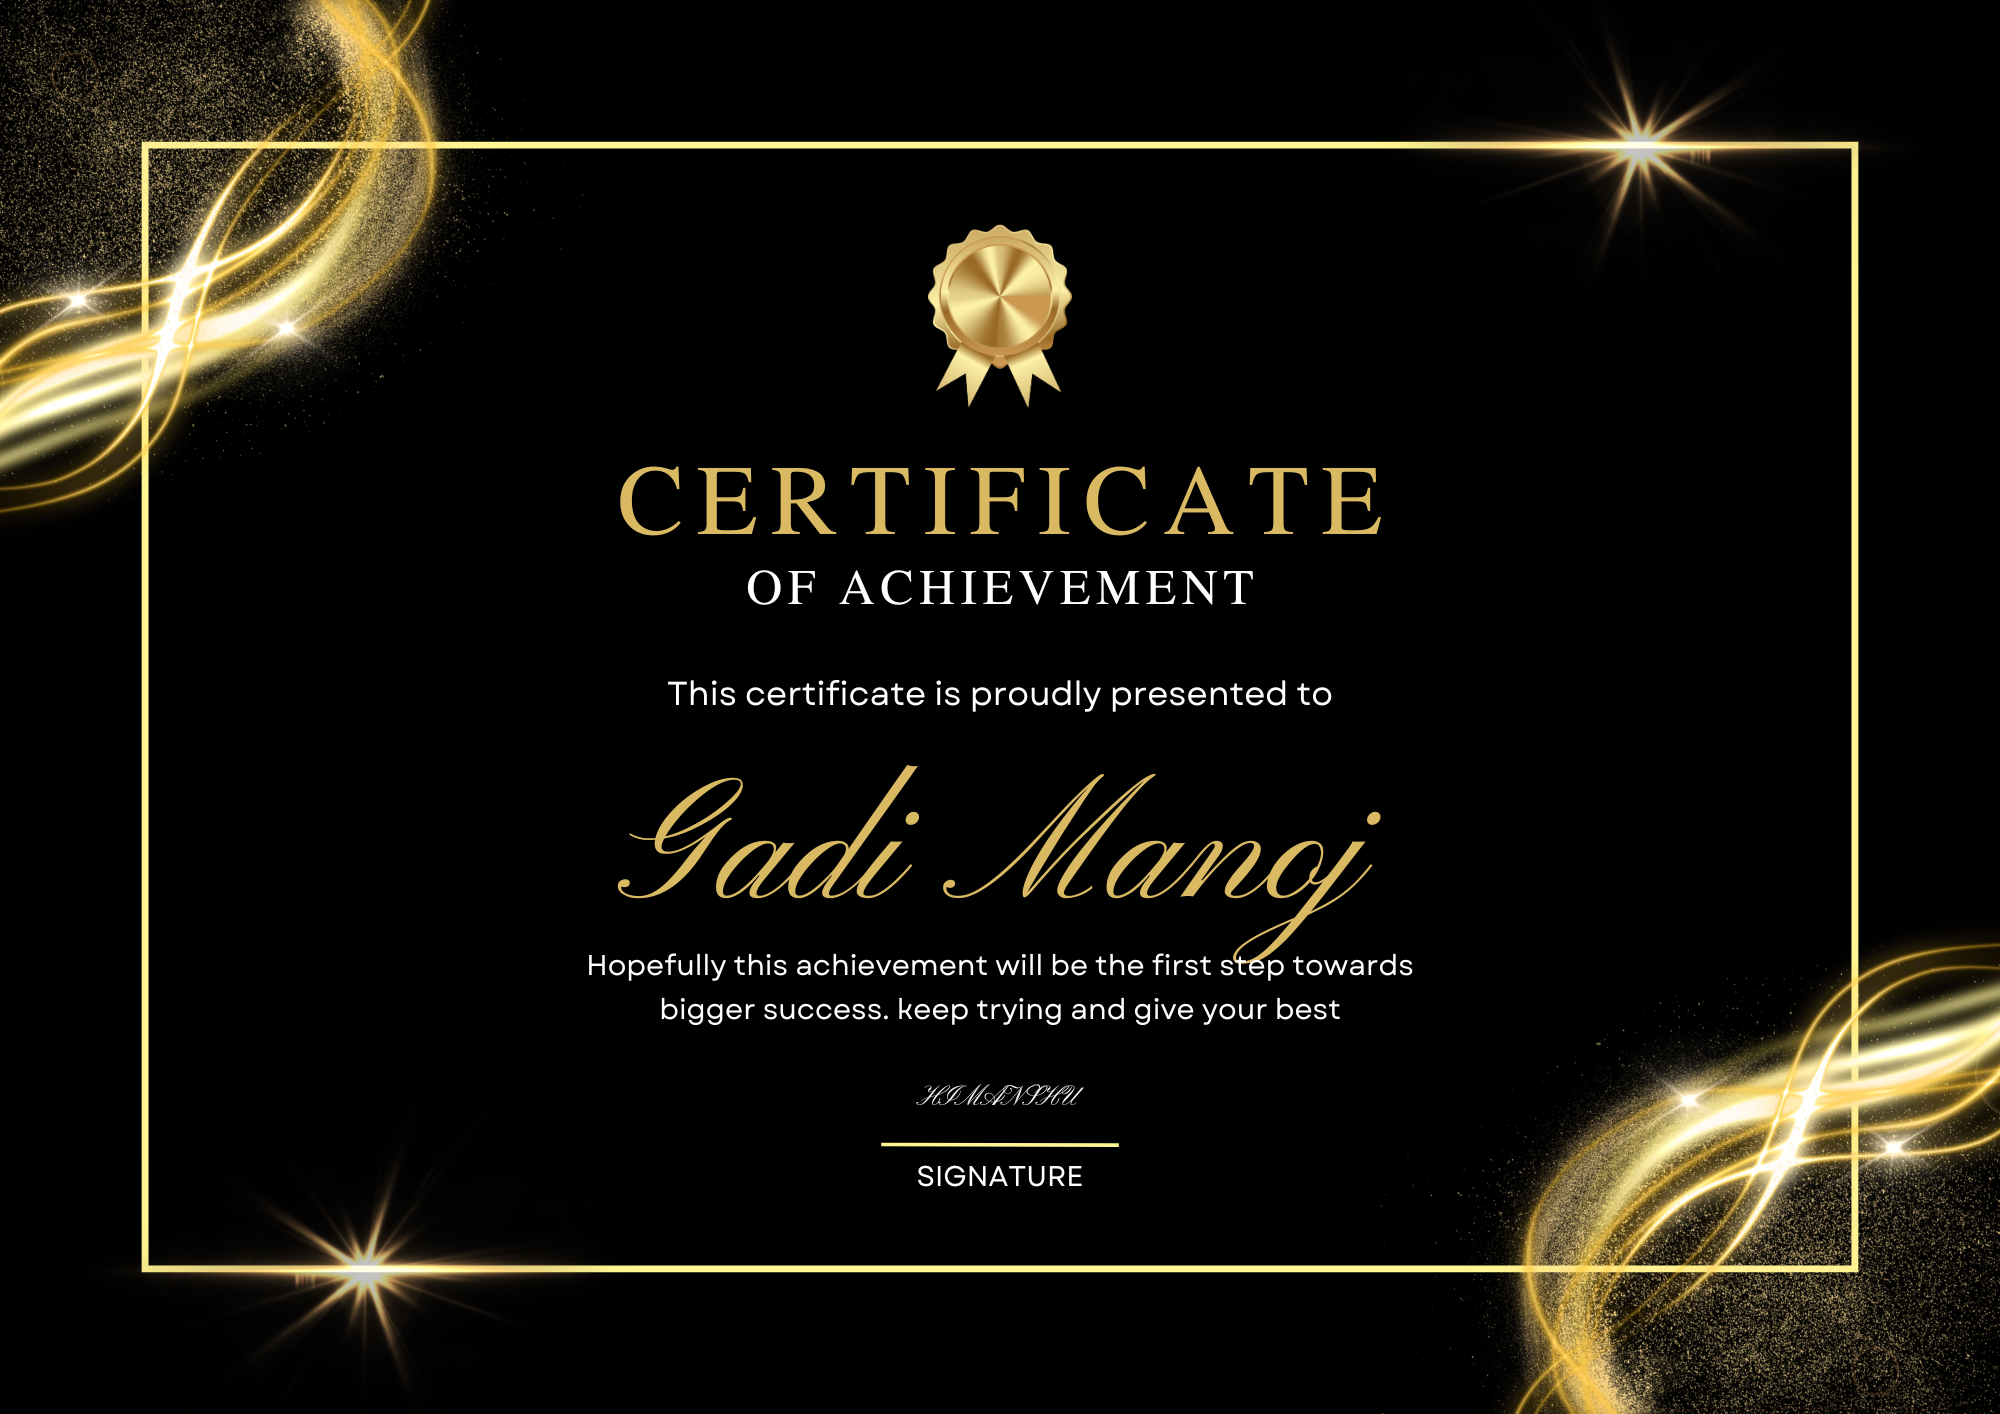 CERTIFICATE
OF ACHIEVEMENT
This certificate is proudly presented to
Gadi Manoj
Hopefully this achievement will be the first step towards
bigger success. keep trying and give your best
HIMANSHU
SIGNATURE